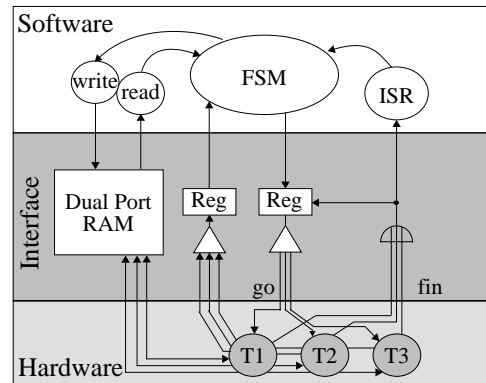 Software
write
read
FSM
ISR
Interface
Dual Port
RAM
Reg
Reg
go
fin
Hardware
T1
T2
T3